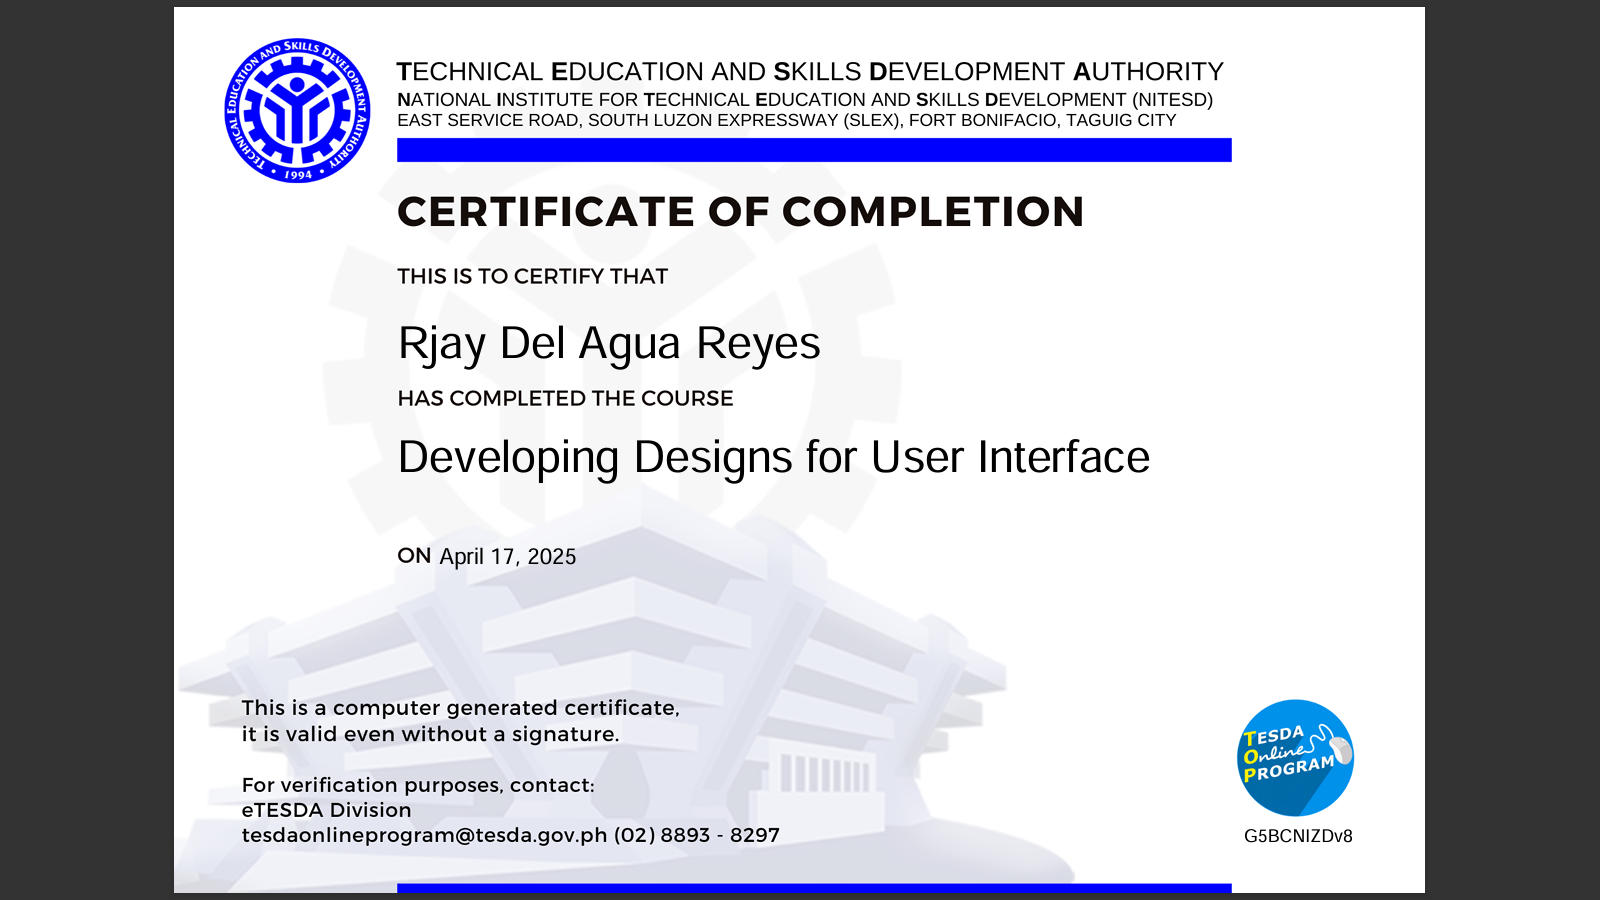 TECHNICAL EDUCATION AND SKILLS DEVELOPMENT AUTHORITY
• 1994 •
TECHNICAL EDUCATION AND SKILLS DEVELOPMENT AUTHORITY
NATIONAL INSTITUTE FOR TECHNICAL EDUCATION AND SKILLS DEVELOPMENT (NITESD)
EAST SERVICE ROAD, SOUTH LUZON EXPRESSWAY (SLEX), FORT BONIFACIO, TAGUIG CITY
CERTIFICATE OF COMPLETION
THIS IS TO CERTIFY THAT
Rjay Del Agua Reyes
HAS COMPLETED THE COURSE
Developing Designs for User Interface
ON April 17, 2025
This is a computer generated certificate,
it is valid even without a signature.
For verification purposes, contact:
eTESDA Division
tesdaonlineprogram@tesda.gov.ph (02) 8893 - 8297
TESDA
Online
PROGRAM
G5BCNIZDv8